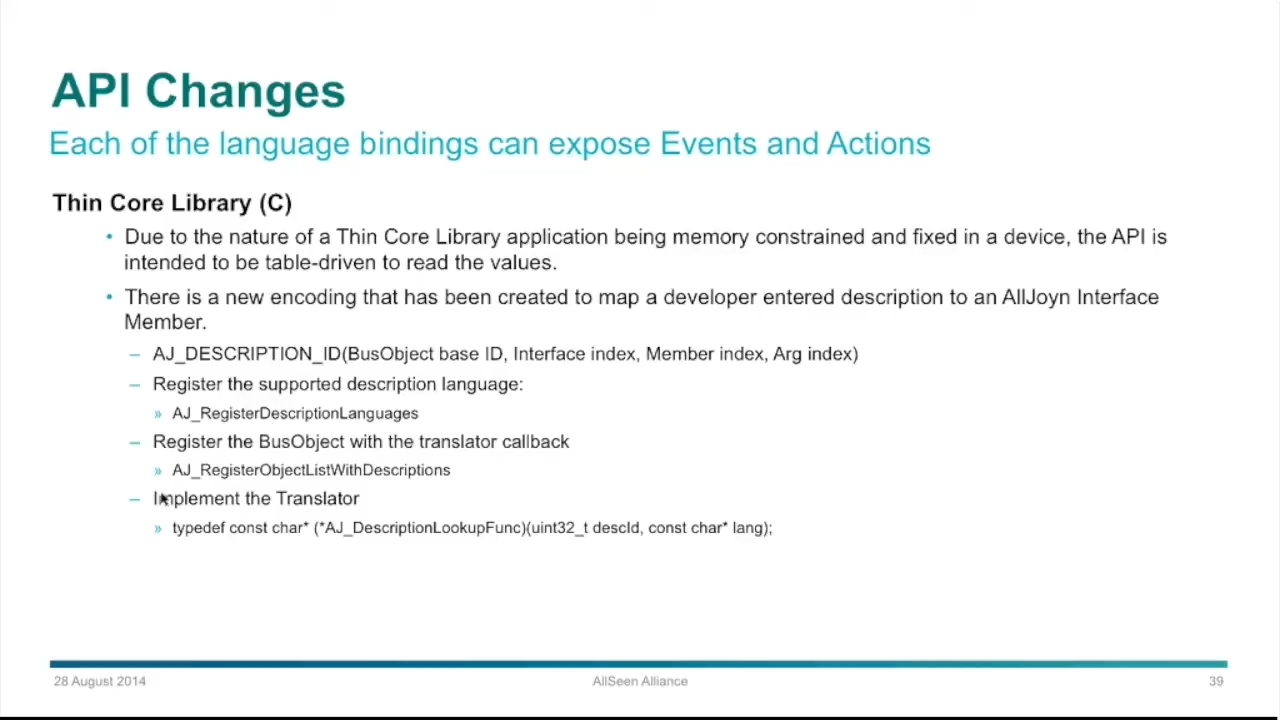 API Changes
Each of the language bindings can expose Events and Actions
Thin Core Library (C)
• Due to the nature of a Thin Core Library application being memory constrained and fixed in a device, the API is
intended to be table-driven to read the values.
• There is a new encoding that has been created to map a developer entered description to an AllJoyn Interface
Member.
– AJ_DESCRIPTION_ID(BusObject base ID, Interface index, Member index, Arg index)
– Register the supported description language:
» AJ_RegisterDescriptionLanguages
– Register the BusObject with the translator callback
» AJ_RegisterObjectListWithDescriptions
– Implement the Translator
» typedef const char* (*AJ_DescriptionLookupFunc)(uint32_t descId, const char* lang);
28 August 2014
AllSeen Alliance
39